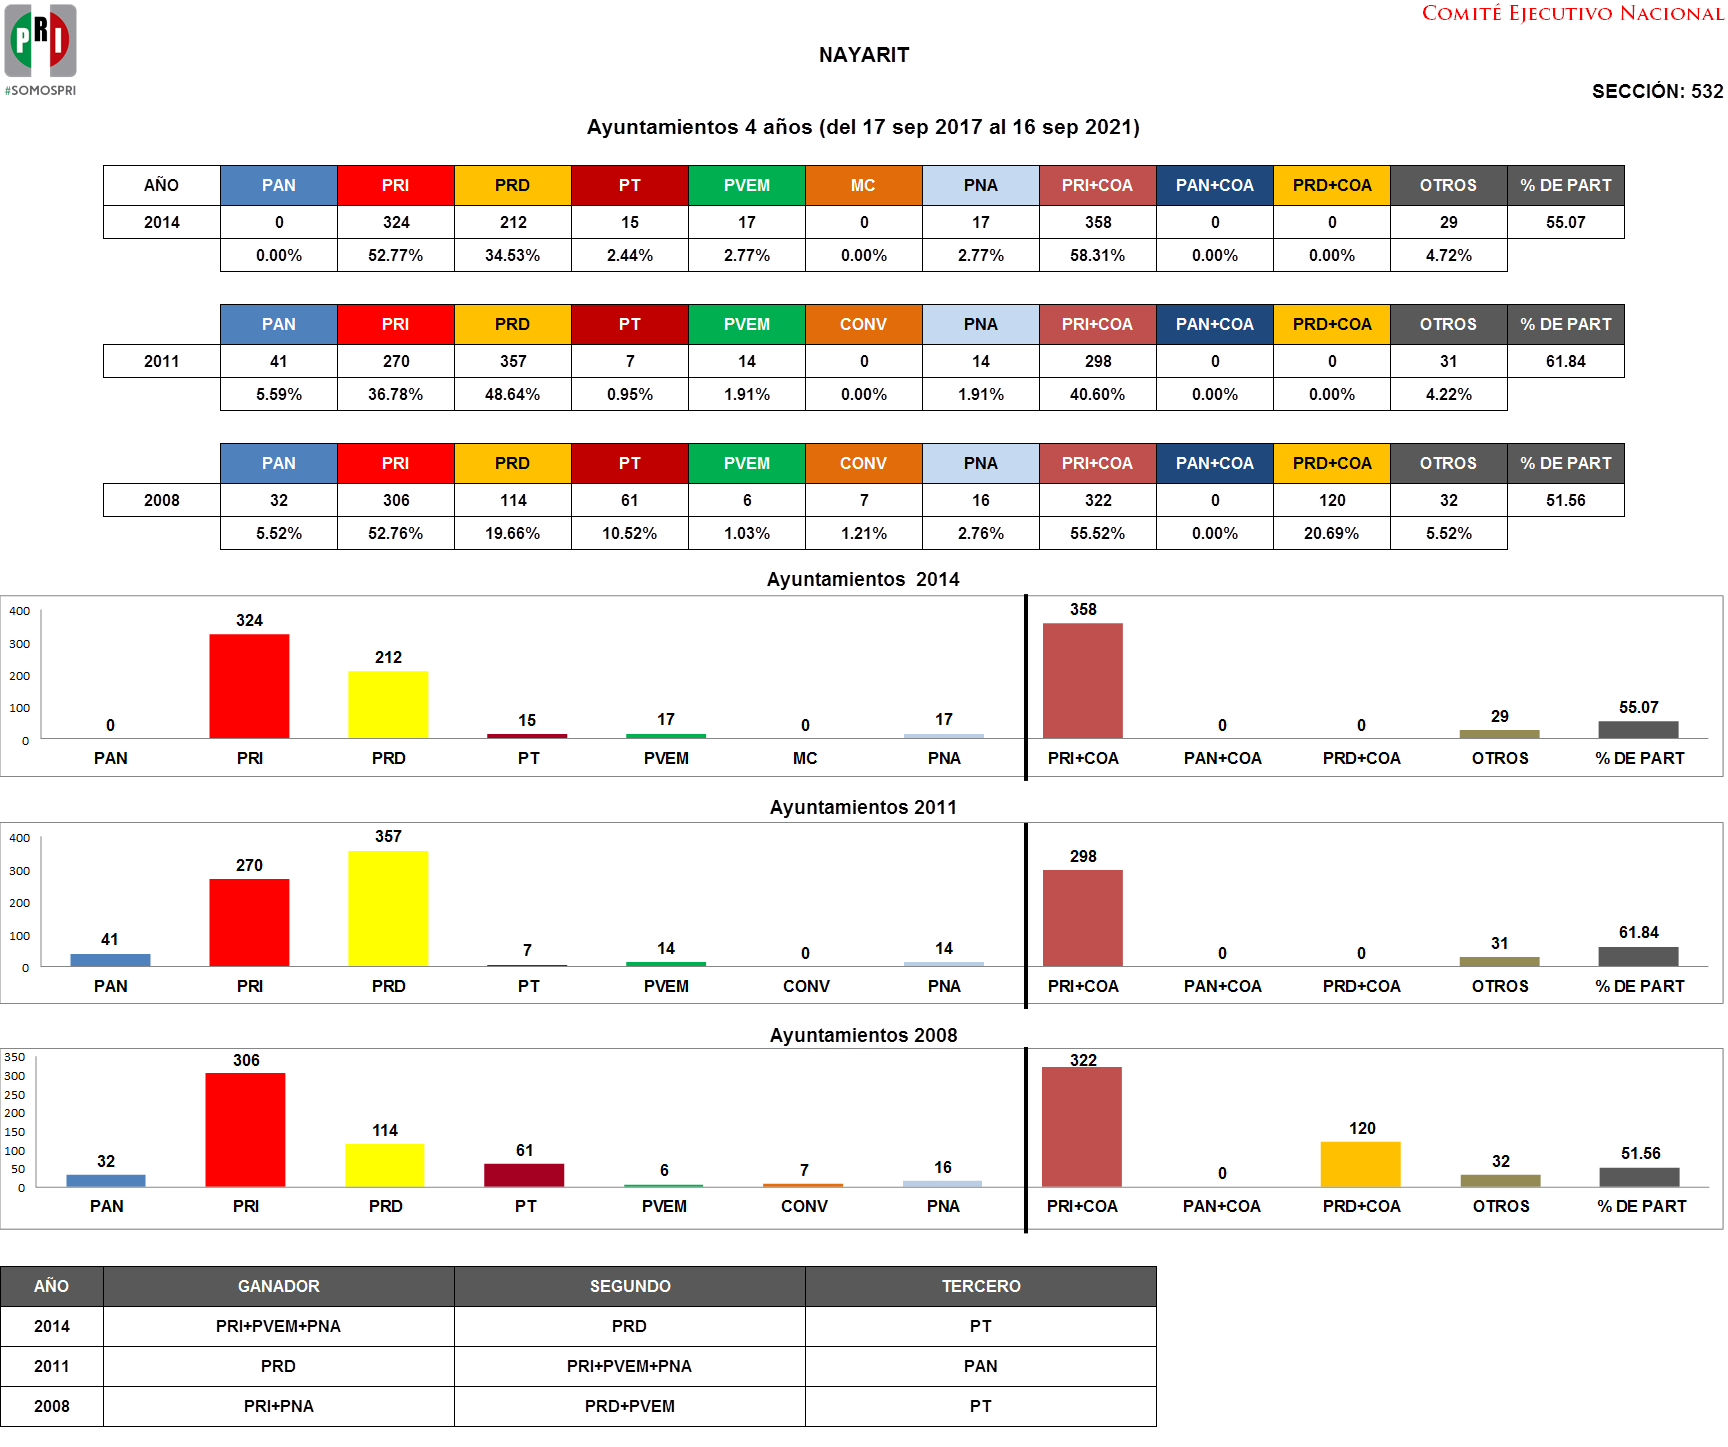 PRI
#SOMOSPRI
COMITÉ EJECUTIVO NACIONAL
NAYARIT
SECCIÓN: 532
Ayuntamientos 4 años (del 17 sep 2017 al 16 sep 2021)
AÑO PAN PRI PRD PT PVEM MC PNA PRI+COA PAN+COA PRD+COA OTROS % DE PART
2014 0 324 212 15 17 0 17 358 0 0 29 55.07
0.00% 52.77% 34.53% 2.44% 2.77% 0.00% 2.77% 58.31% 0.00% 0.00% 4.72%
PAN PRI PRD PT PVEM CONV PNA PRI+COA PAN+COA PRD+COA OTROS % DE PART
2011 41 270 357 7 14 0 14 298 0 0 31 61.84
5.59% 36.78% 48.64% 0.95% 1.91% 0.00% 1.91% 40.60% 0.00% 0.00% 4.22%
PAN PRI PRD PT PVEM CONV PNA PRI+COA PAN+COA PRD+COA OTROS % DE PART
2008 32 306 114 61 6 7 16 322 0 120 32 51.56
5.52% 52.76% 19.66% 10.52% 1.03% 1.21% 2.76% 55.52% 0.00% 20.69% 5.52%
Ayuntamientos 2014
400
300
200
100
0
0 324 212 15 17 0 17 358 0 0 29 55.07
PAN PRI PRD PT PVEM MC PNA PRI+COA PAN+COA PRD+COA OTROS % DE PART
Ayuntamientos 2011
400
300
200
100
0
41 270 357 7 14 0 14 298 0 0 31 61.84
PAN PRI PRD PT PVEM CONV PNA PRI+COA PAN+COA PRD+COA OTROS % DE PART
Ayuntamientos 2008
350
300
250
200
150
100
50
0
32 306 114 61 6 7 16 322 0 120 32 51.56
PAN PRI PRD PT PVEM CONV PNA PRI+COA PAN+COA PRD+COA OTROS % DE PART
AÑO GANADOR SEGUNDO TERCERO
2014 PRI+PVEM+PNA PRD PT
2011 PRD PRI+PVEM+PNA PAN
2008 PRI+PNA PRD+PVEM PT